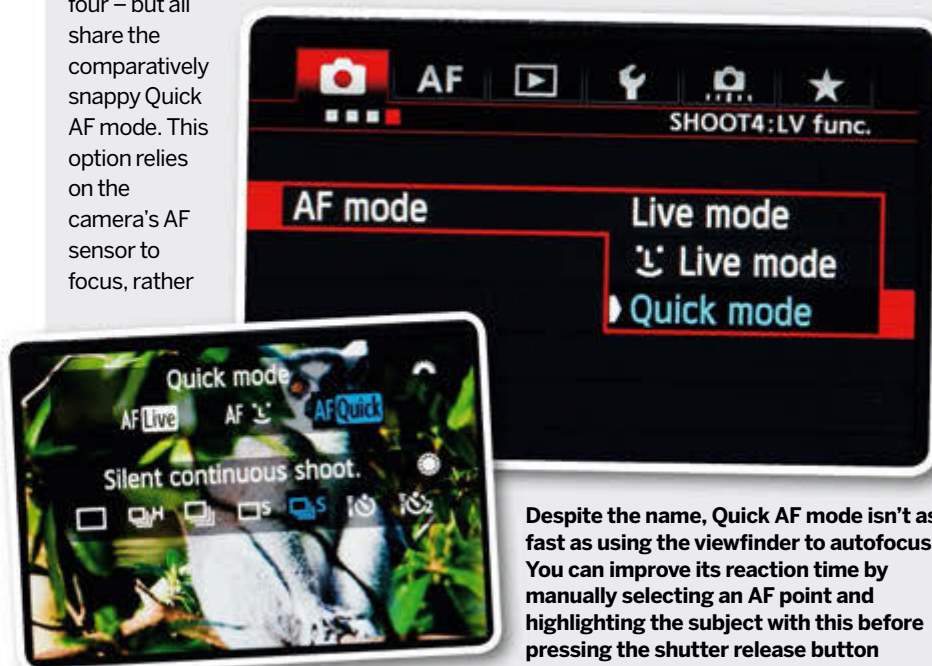 four – but all
share the
comparatively
snappy Quick
AF mode. This
option relies
on the
camera's AF
sensor to
focus, rather
AF
SHOOT4:LV func.
AF mode
Live mode
Live mode
Quick mode
Quick mode
AF Live AF AF Quick
Silent continuous shoot.
H S S 2
Despite the name, Quick AF mode isn't as
fast as using the viewfinder to autofocus.
You can improve its reaction time by
manually selecting an AF point and
highlighting the subject with this before
pressing the shutter release button